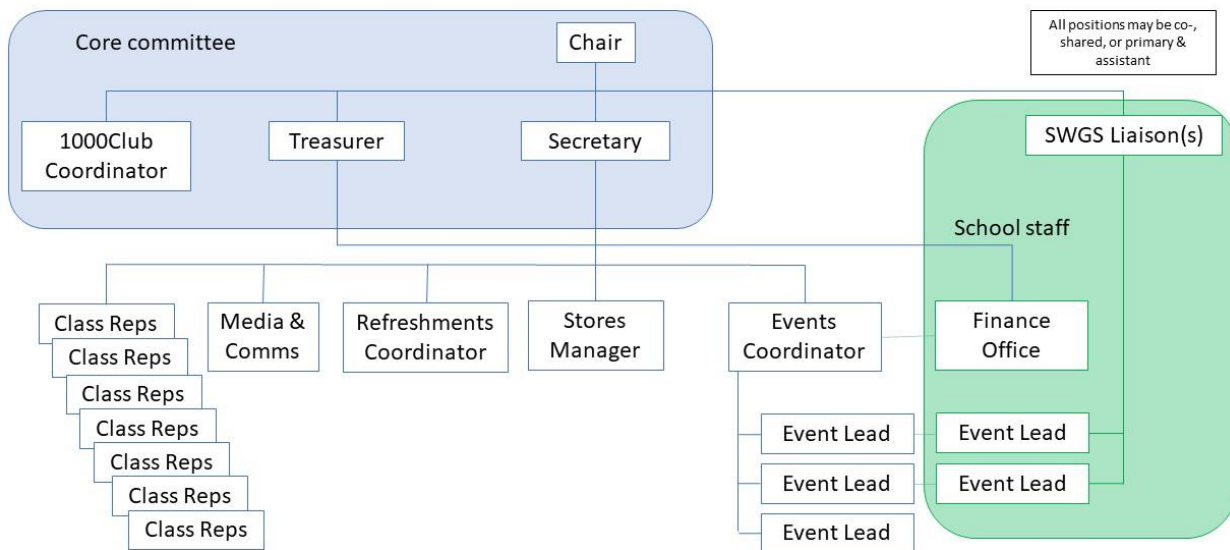 Core committee
Chair
All positions may be co-,
shared, or primary &
assistant
1000Club
Coordinator
Treasurer
Secretary
SWGS Liaison(s)
School staff
Class Reps
Class Reps
Class Reps
Class Reps
Class Reps
Class Reps
Class Reps
Media &
Comms
Refreshments
Coordinator
Stores
Manager
Events
Coordinator
Finance
Office
Event Lead
Event Lead
Event Lead
Event Lead
Event Lead